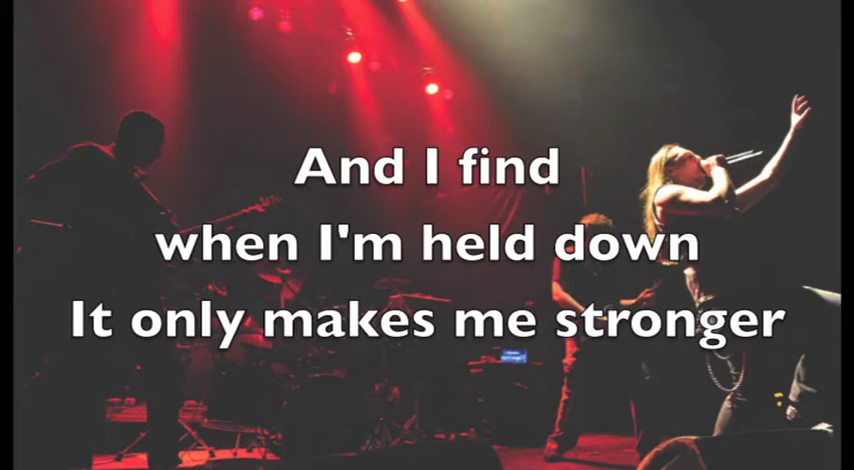 And I find
when I'm held down
It only makes me stronger